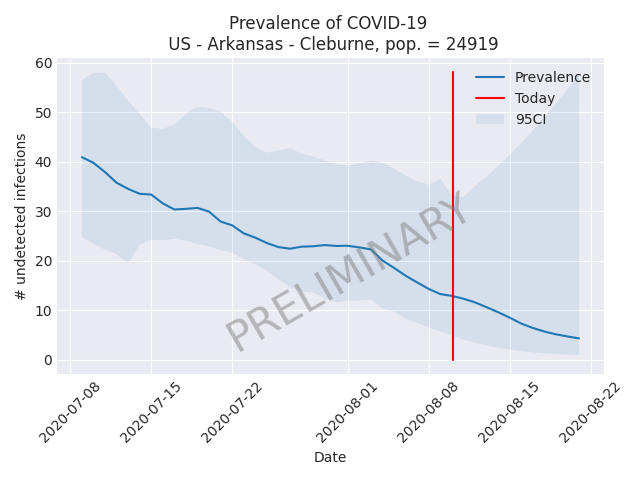 Prevalence of COVID-19
US - Arkansas - Cleburne, pop. = 24919
60
50
40
30
20
10
0
# undetected infections
Prevalence
Today
95CI
PRELIMINARY
2020-07-08
2020-07-15
2020-07-22
2020-08-01
2020-08-08
2020-08-15
2020-08-22
Date